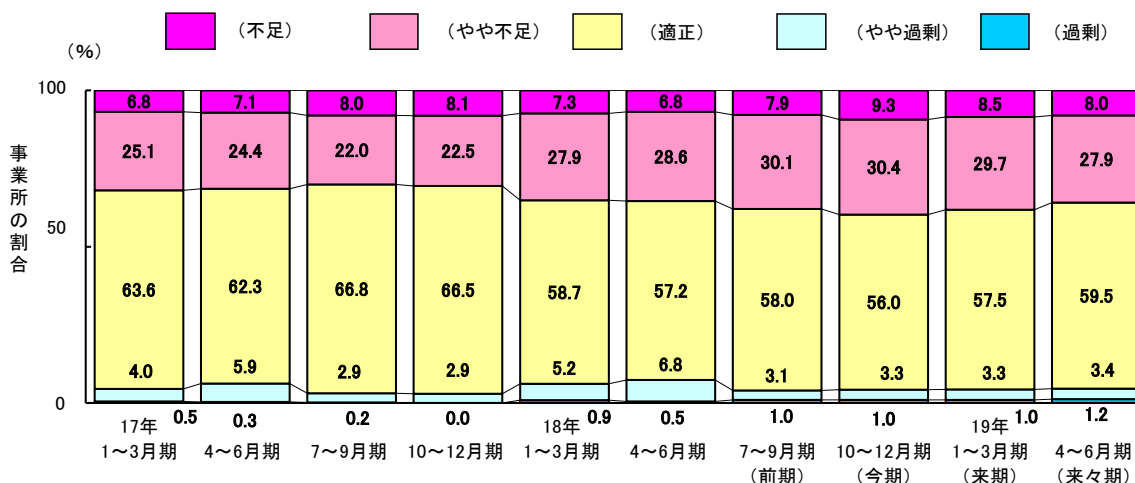 （不足） （やや不足） （適正） （やや過剰） （過剰）
（%）
100
6.8 7.1 8.0 8.1 7.3 6.8 7.9 9.3 8.5 8.0
25.1 24.4 22.0 22.5 27.9 28.6 30.1 30.4 29.7 27.9
事業所の割合
50
63.6 62.3 66.8 66.5 58.7 57.2 58.0 56.0 57.5 59.5
4.0 5.9 2.9 2.9 5.2 6.8 3.1 3.3 3.3 3.4
0
0.5 0.3 0.2 0.0 0.9 0.5 1.0 1.0 1.0 1.2
17年 18年 19年
1～3月期 4～6月期 7～9月期 10～12月期 1～3月期 4～6月期 7～9月期 10～12月期 1～3月期 4～6月期
（前期） （今期） （来期） （来々期）